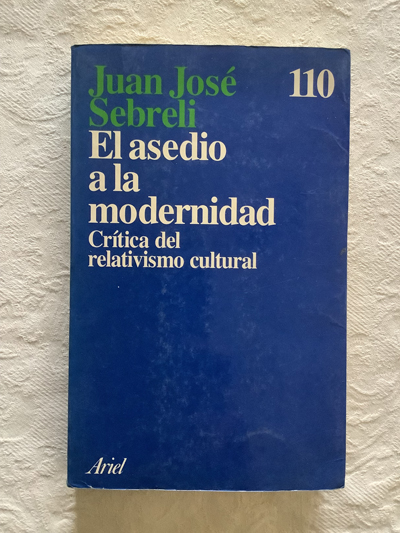 Juan José
Sebreli
110
El asedio
a la
modernidad
Crítica del
relativismo cultural
Ariel